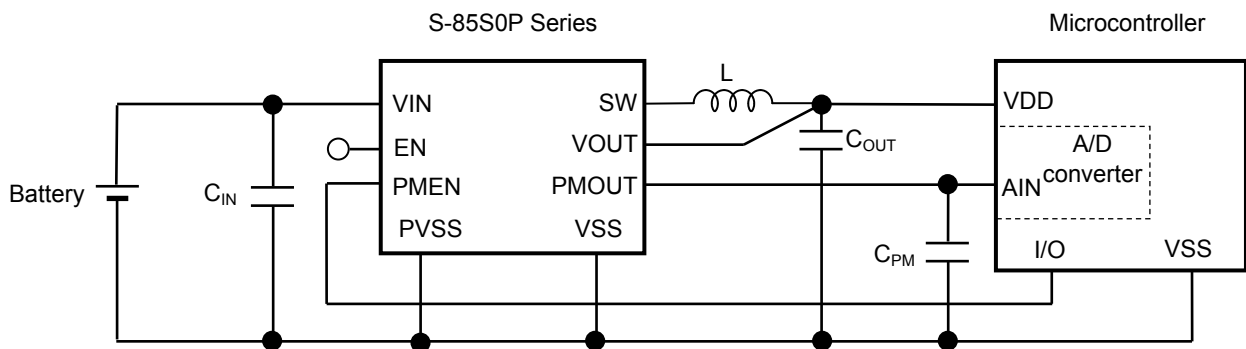 S-85S0P Series
Microcontroller
L
VIN
SW
VDD
EN
VOUT
COUT
A/D
converter
Battery
CIN
PMEN
PMOUT
AIN
PVSS
VSS
CPM
I/O
VSS